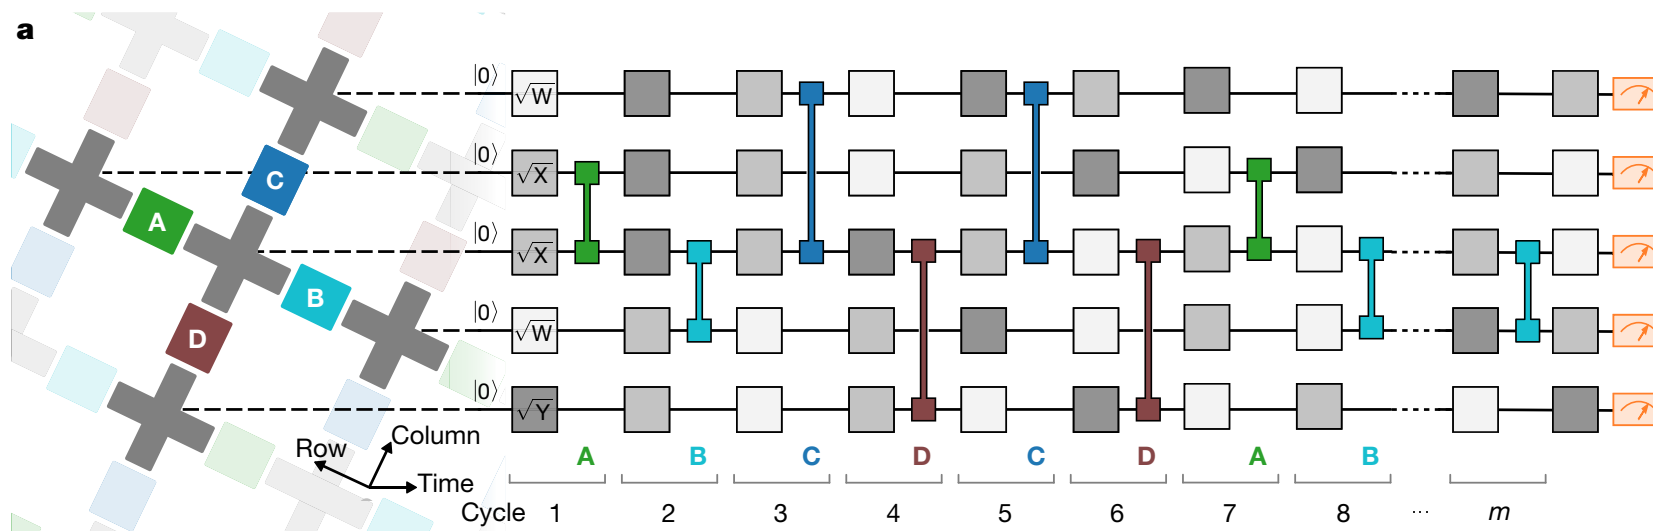 a
|0⟩
√W
|0⟩
√X
C
A
|0⟩
√X
B
|0⟩
√W
D
|0⟩
√Y
Column
Row
Time
A B C D C D A B
Cycle 1 2 3 4 5 6 7 8 ... m